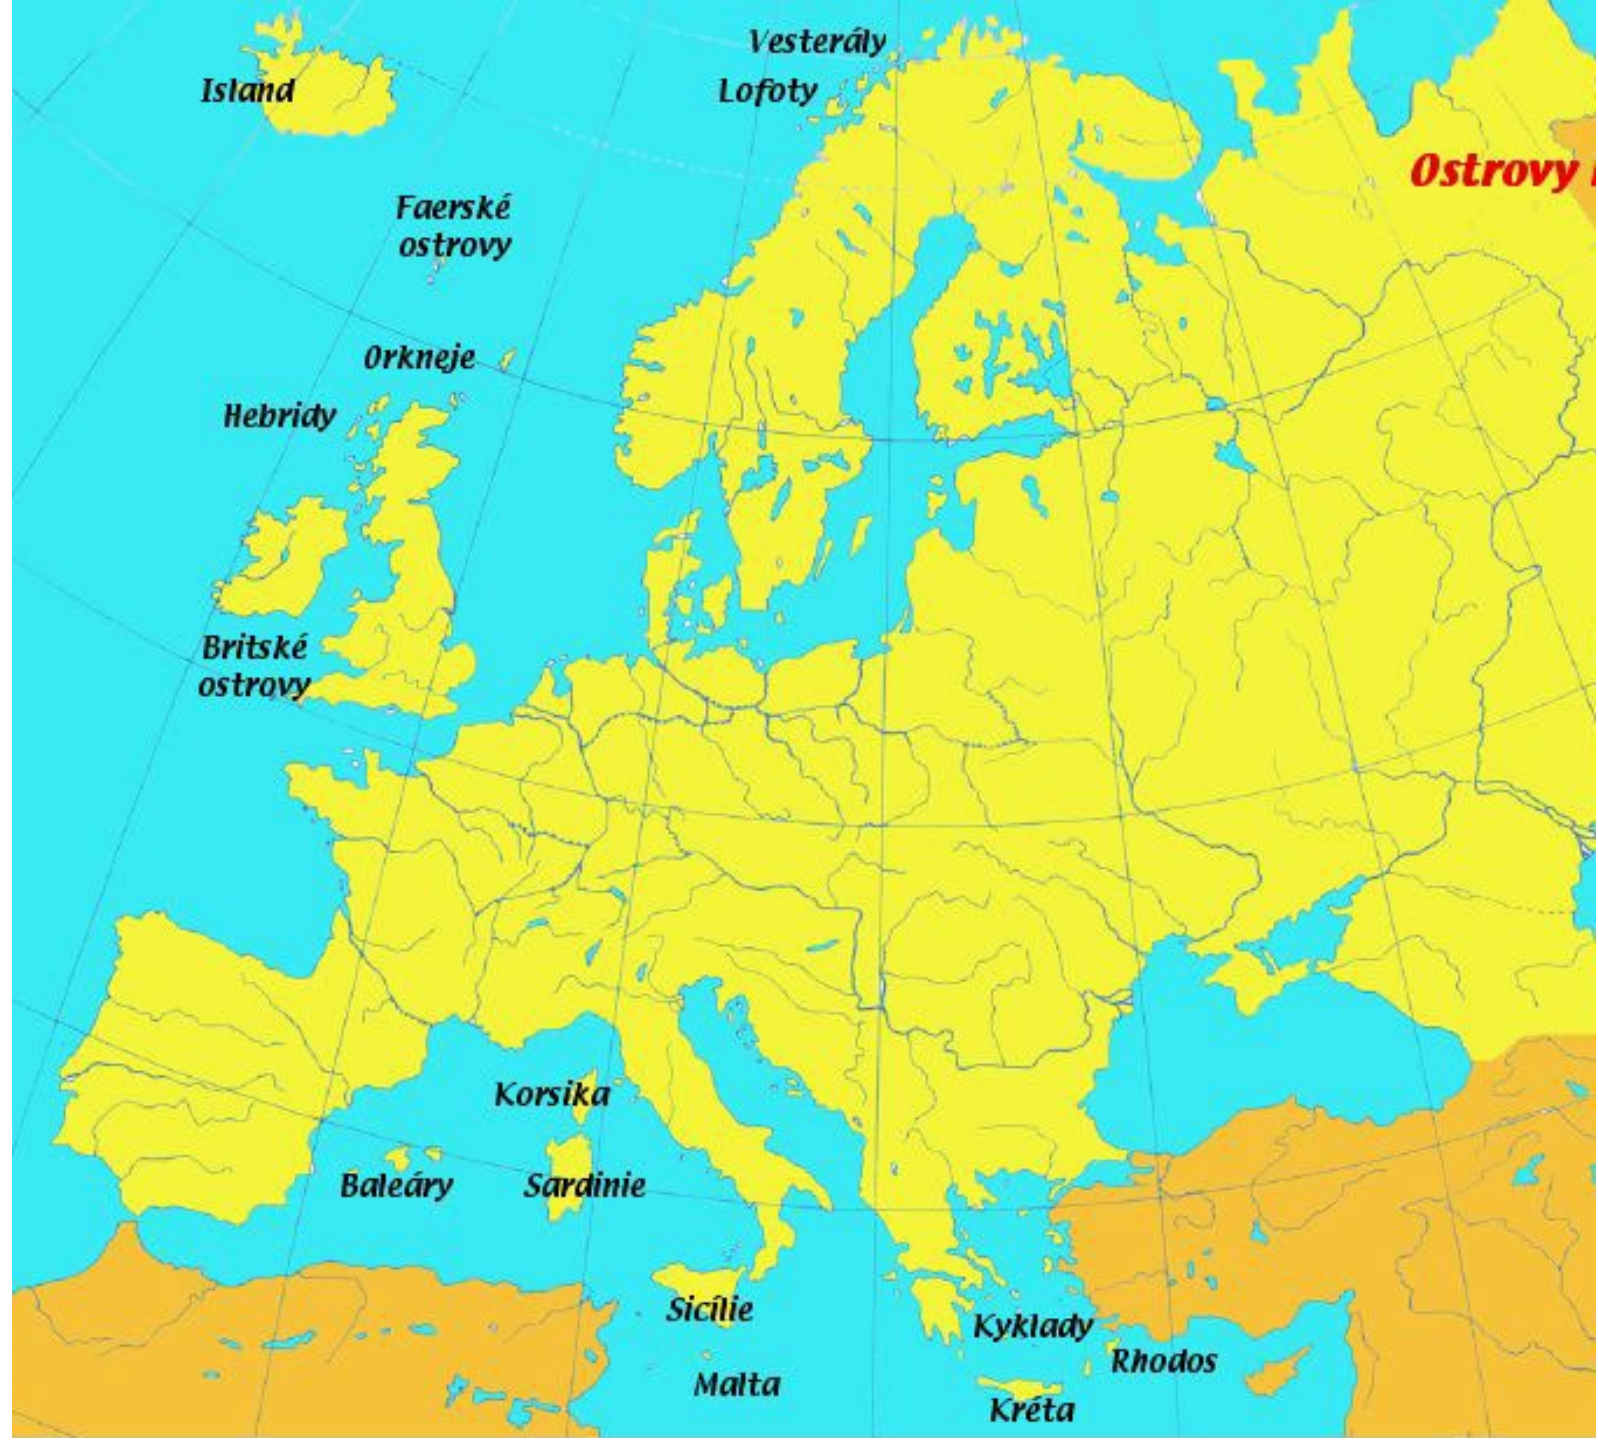 Vesterály
Island
Lofoty
Ostrovy
Faerské
ostrovy
Orkneje
Hebridy
Britské
ostrovy
Korsika
Baleáry
Sardinie
Sicílie
Kyklady
Rhodos
Malta
Kréta